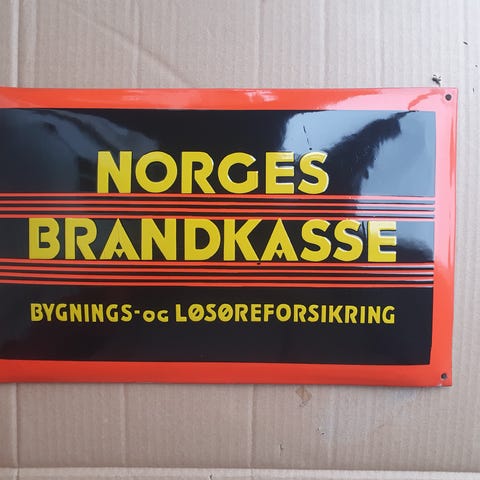 NORGES
BRANDKASSE
BYGNINGS-OG LØSØREFORSIKRING